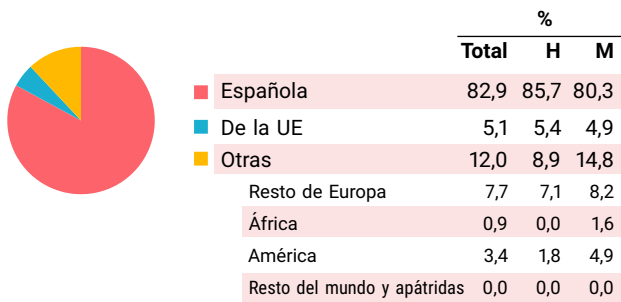 %
Total H M
Española 82,9 85,7 80,3
De la UE 5,1 5,4 4,9
Otras 12,0 8,9 14,8
Resto de Europa 7,7 7,1 8,2
África 0,9 0,0 1,6
América 3,4 1,8 4,9
Resto del mundo y apátridas 0,0 0,0 0,0